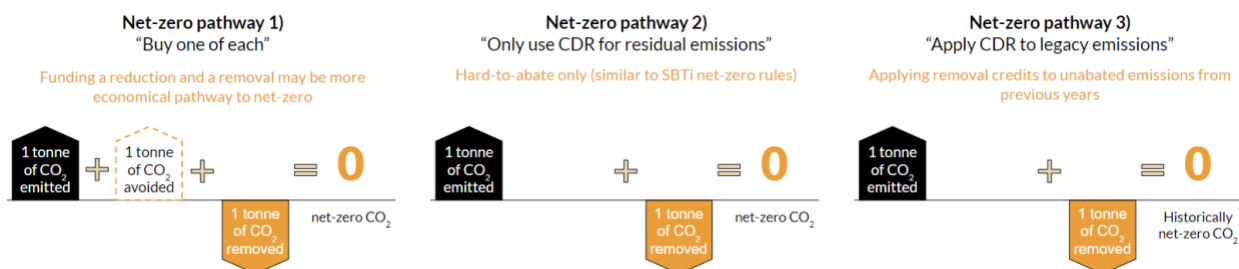 Net-zero pathway 1)
“Buy one of each”
Funding a reduction and a removal may be more
economical pathway to net-zero
1 tonne
of CO₂
emitted
+
1 tonne
of CO₂
avoided
+
1 tonne
of CO₂
removed
= 0
net-zero CO₂
Net-zero pathway 2)
“Only use CDR for residual emissions”
Hard-to-abate only (similar to SBTi net-zero rules)
1 tonne
of CO₂
emitted
+
1 tonne
of CO₂
removed
= 0
net-zero CO₂
Net-zero pathway 3)
“Apply CDR to legacy emissions”
Applying removal credits to unabated emissions from
previous years
1 tonne
of CO₂
emitted
+
1 tonne
of CO₂
removed
= 0
Historically
net-zero CO₂